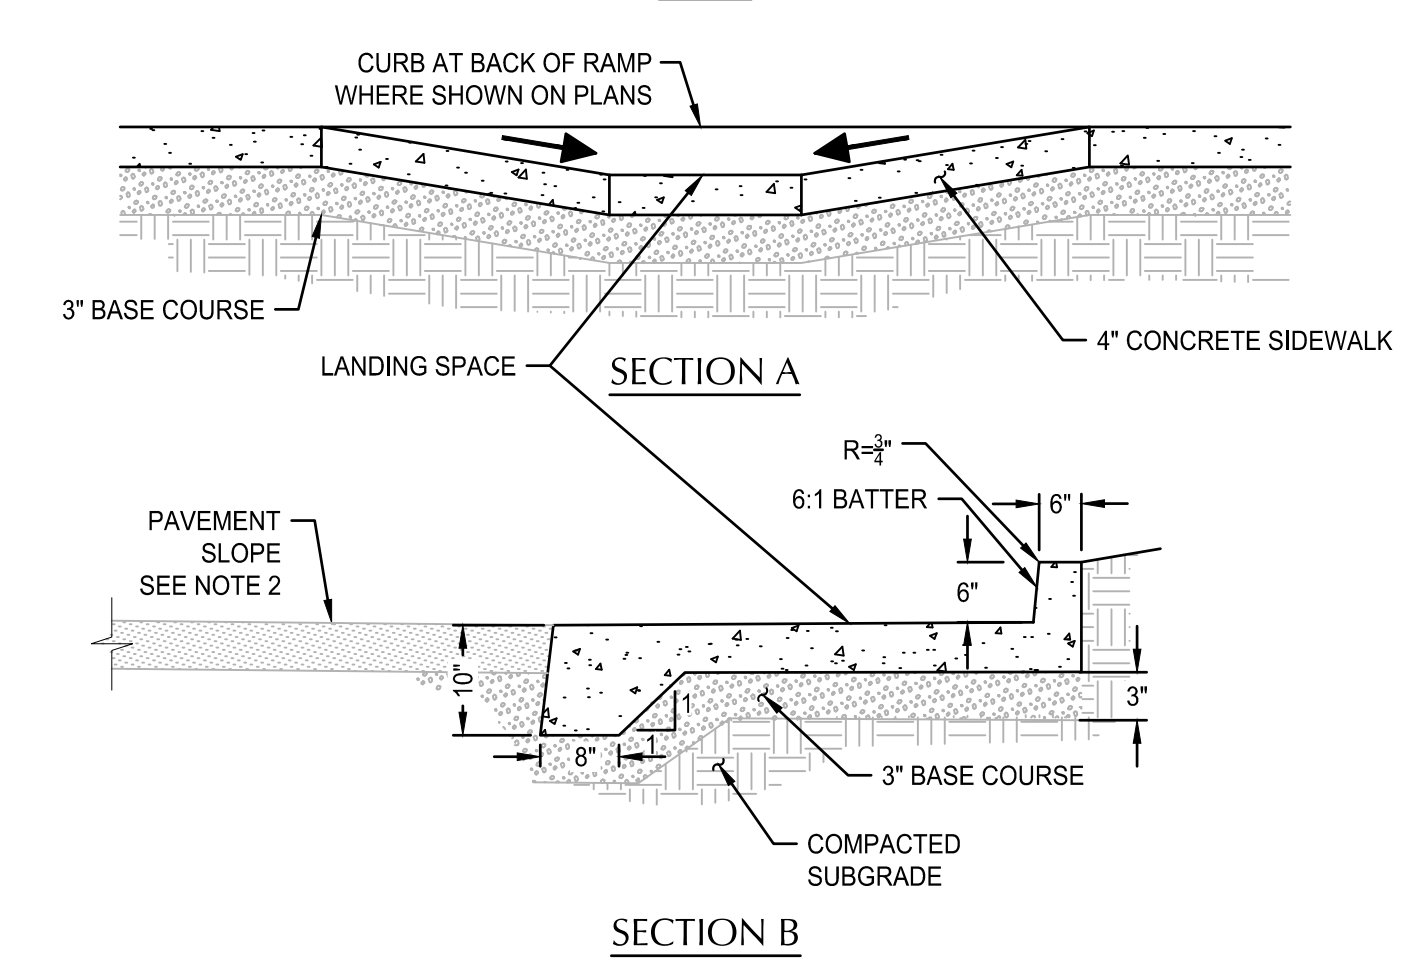 CURB AT BACK OF RAMP
WHERE SHOWN ON PLANS
3" BASE COURSE
4" CONCRETE SIDEWALK
LANDING SPACE
SECTION A
R=3/4"
6:1 BATTER
6"
PAVEMENT
SLOPE
SEE NOTE 2
6"
10"
1
1
3"
8"
3" BASE COURSE
COMPACTED
SUBGRADE
SECTION B